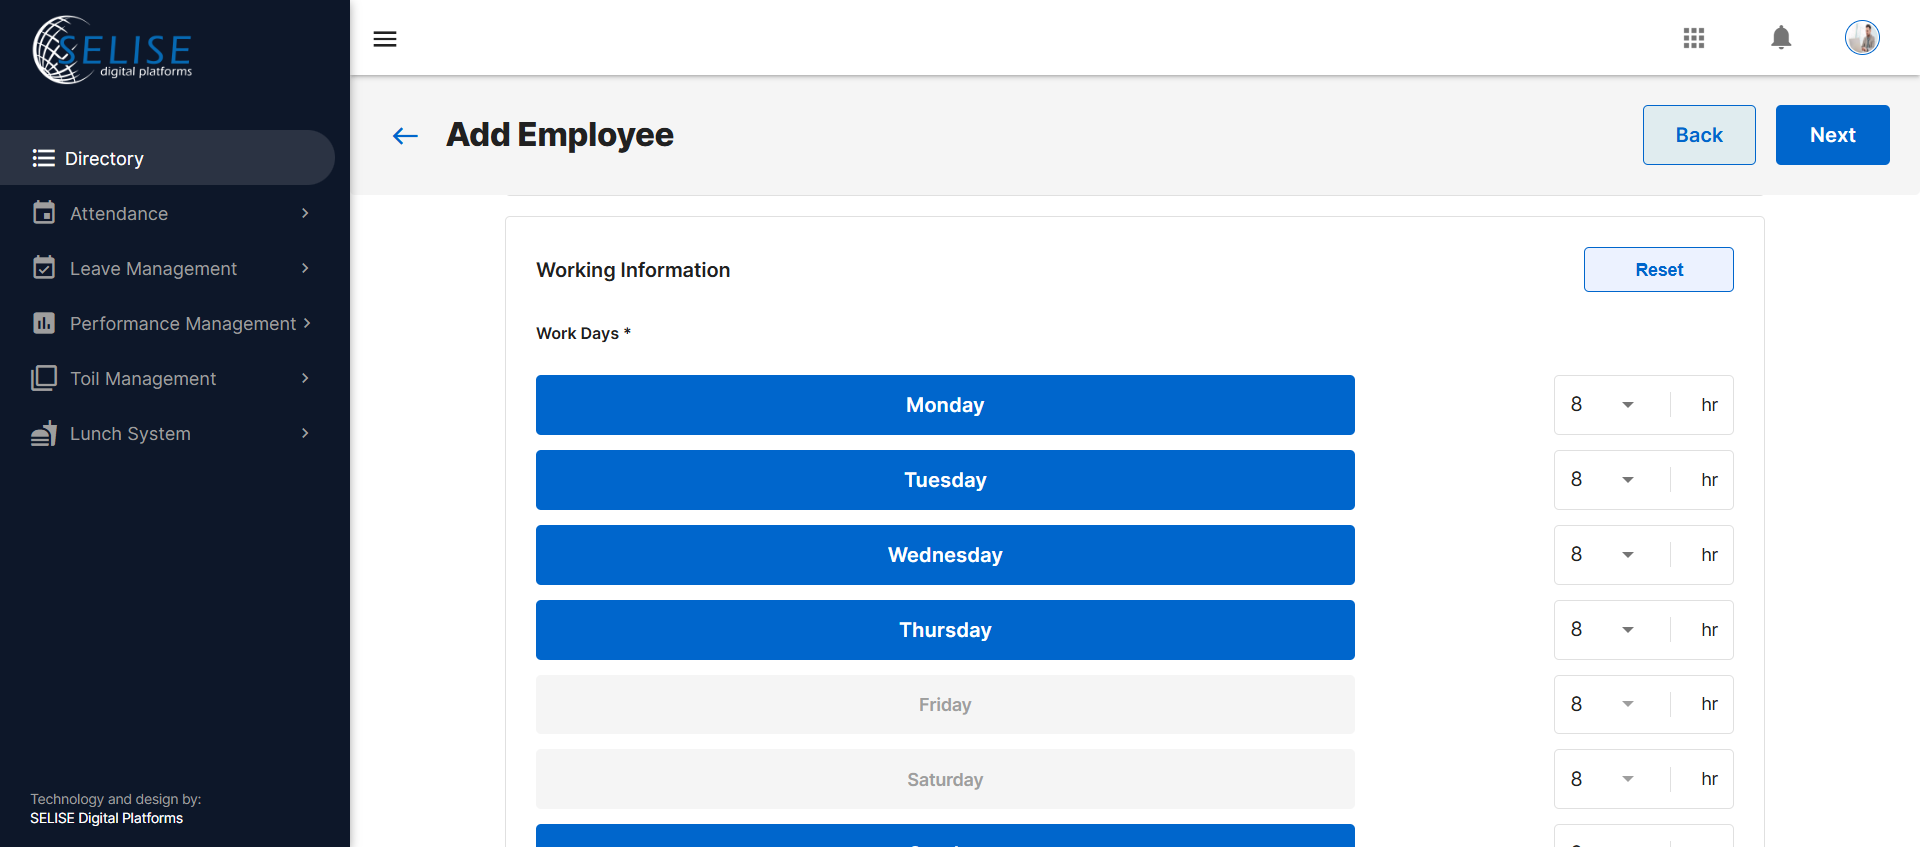 SELISE
digital platforms
Directory
Attendance
Leave Management
Performance Management
Toil Management
Lunch System
Technology and design by:
SELISE Digital Platforms
Add Employee
Back
Next
Working Information
Reset
Work Days *
Monday
8 hr
Tuesday
8 hr
Wednesday
8 hr
Thursday
8 hr
Friday
8 hr
Saturday
8 hr